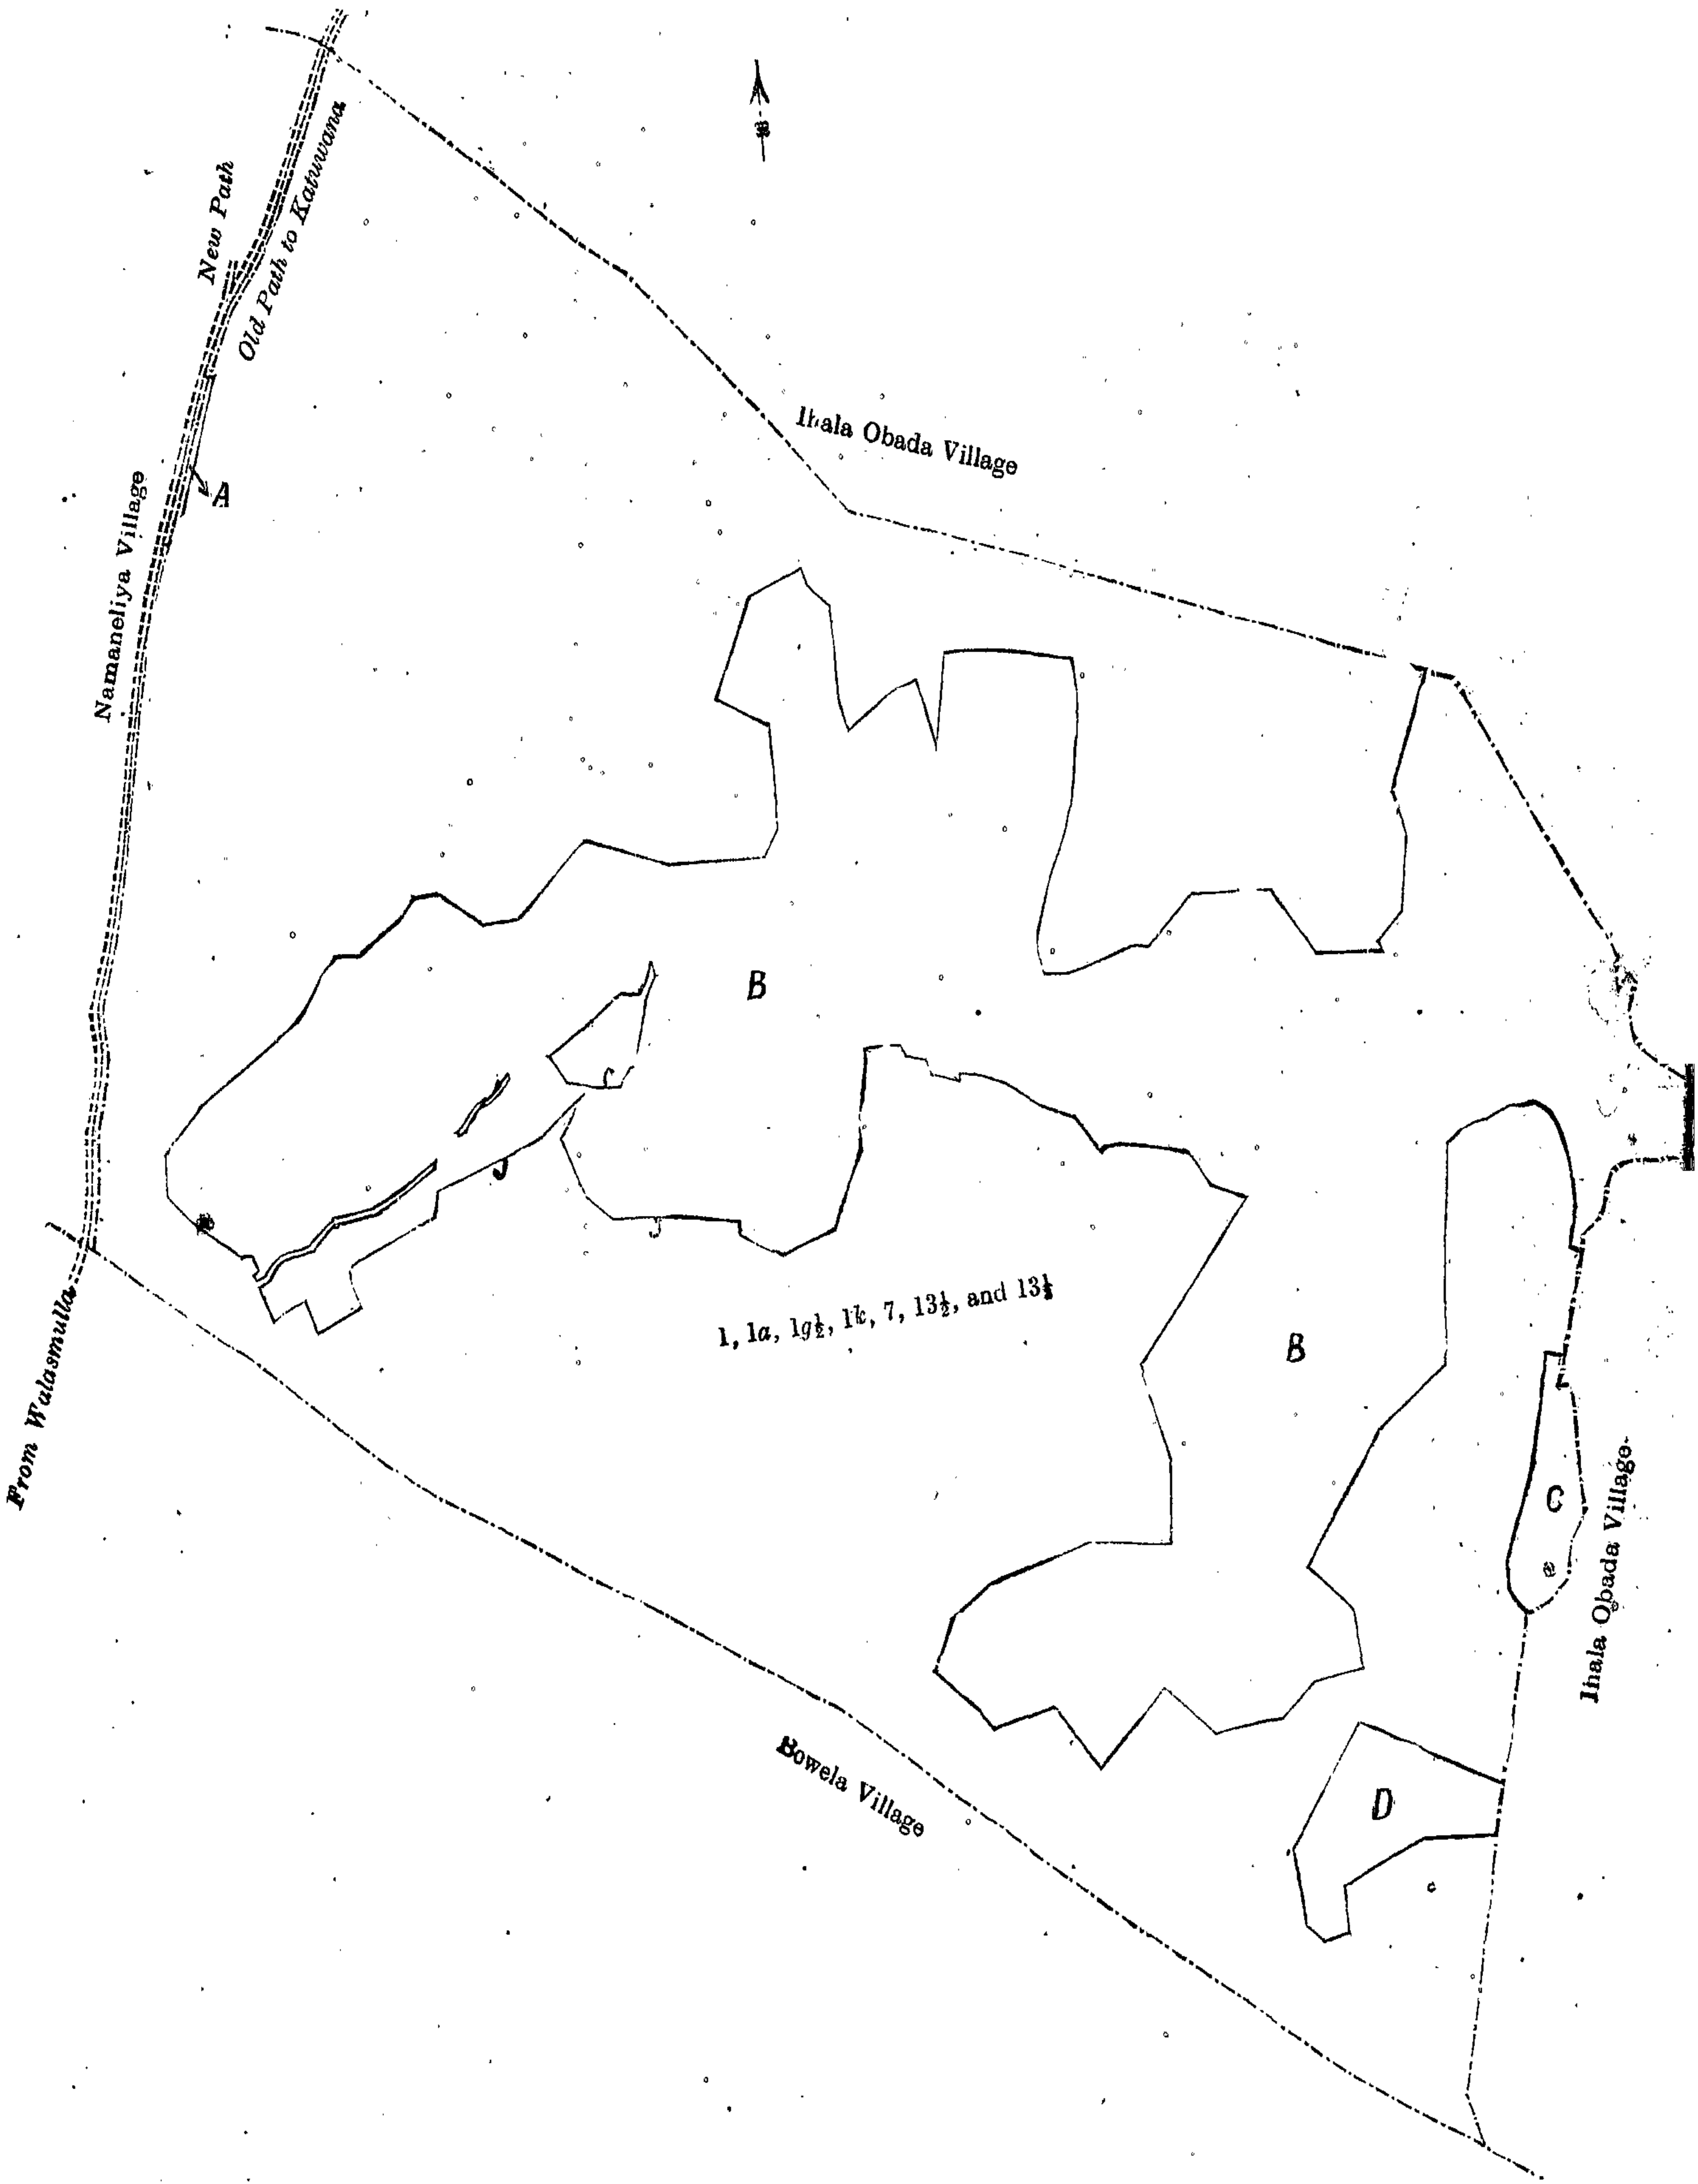 New Path
Old Path to Katuwana
A
Namaneliya Village
Ihala Obada Village
B
1, 1a, 1g½, 1k, 7, 13½, and 13⅓
B
From Walasmulla
C
Ihala Obada Village
Bowela Village
D